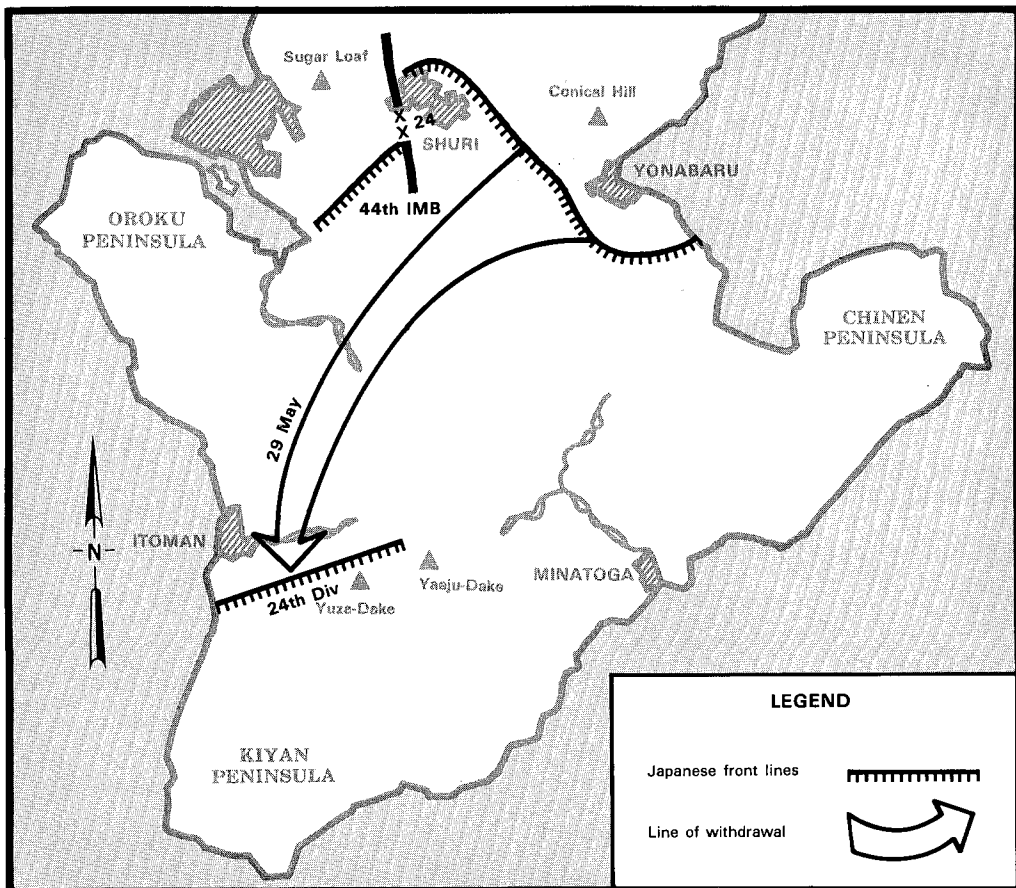 Sugar Loaf
Conical Hill
X
X 24
SHURI
YONABARU
44th IMB
OROKU
PENINSULA
CHINEN
PENINSULA
29 May
-N-
ITOMAN
24th Div
Yuza-Dake
Yaeju-Dake
MINATOGA
KIYAN
PENINSULA
LEGEND
Japanese front lines
Line of withdrawal